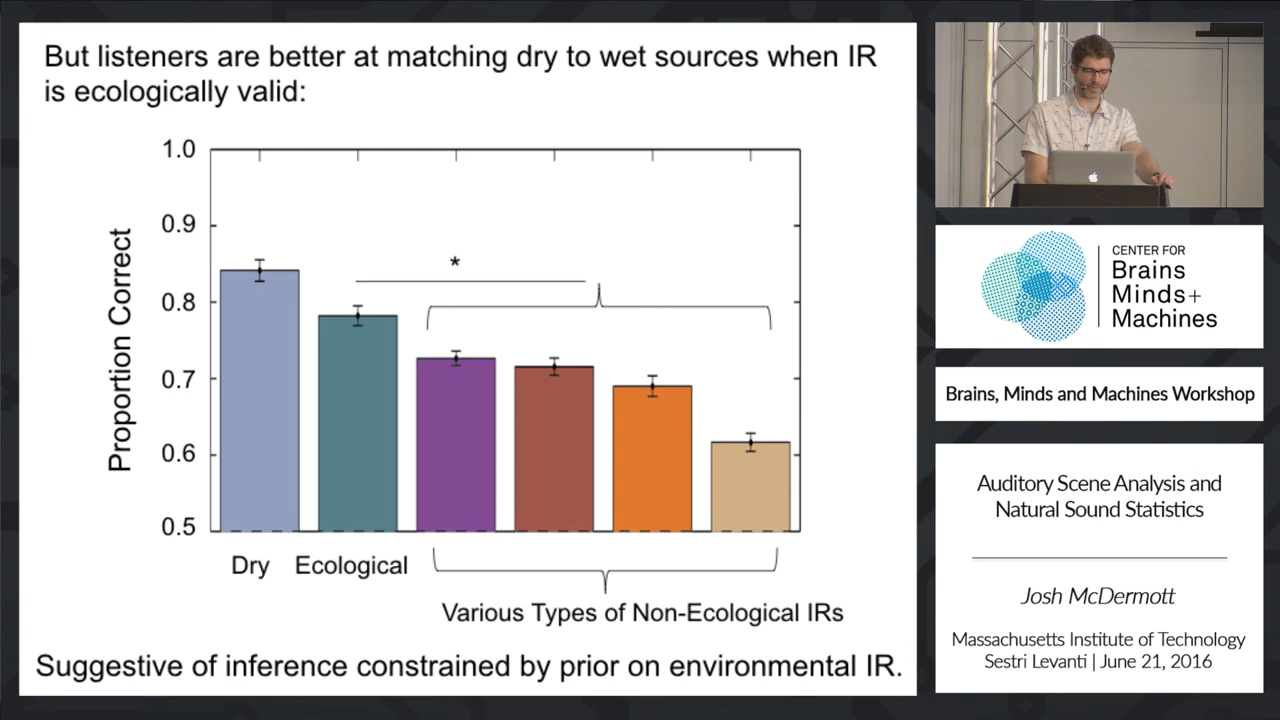 But listeners are better at matching dry to wet sources when IR
is ecologically valid:
1.0
0.9
0.8
0.7
0.6
0.5
Proportion Correct
*
Dry
Ecological
Various Types of Non-Ecological IRs
Suggestive of inference constrained by prior on environmental IR.
CENTER FOR
Brains
Minds+
Machines
Brains, Minds and Machines Workshop
Auditory Scene Analysis and
Natural Sound Statistics
Josh McDermott
Massachusetts Institute of Technology
Sestri Levanti | June 21, 2016